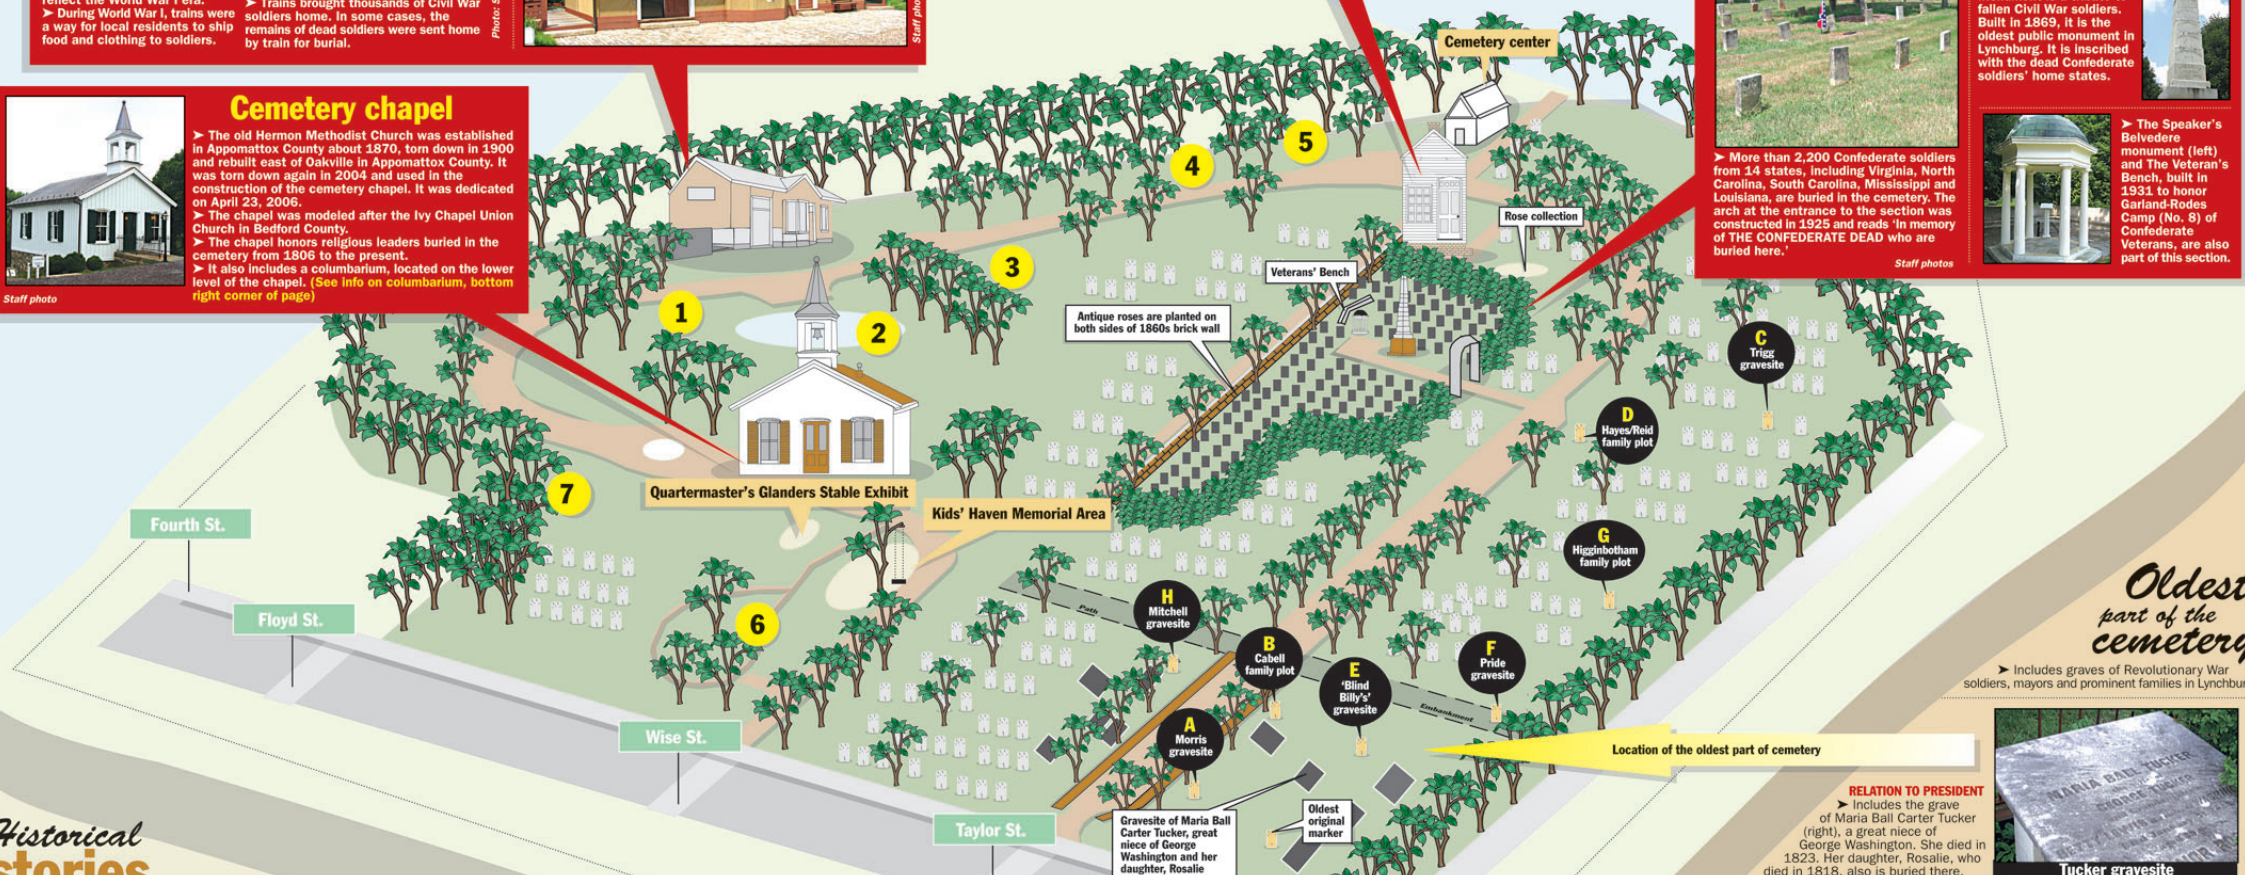 reflect the World War I era.
➤ During World War I, trains were
a way for local residents to ship
food and clothing to soldiers.
➤ Trains brought thousands of Civil War
soldiers home. In some cases, the
remains of dead soldiers were sent home
by train for burial.
Photo:
Staff
Cemetery chapel
➤ The old Hermon Methodist Church was established
in Appomattox County about 1870, torn down in 1900
and rebuilt east of Oakville in Appomattox County. It
was torn down again in 2004 and used in the
construction of the cemetery chapel. It was dedicated
on April 23, 2006.
➤ The chapel was modeled after the Ivy Chapel Union
Church in Bedford County.
➤ The chapel honors religious leaders buried in the
cemetery from 1806 to the present.
➤ It also includes a columbarium, located on the lower
level of the chapel. (See info on columbarium, bottom
right corner of page)
Staff photo
Cemetery center
fallen Civil War soldiers.
Built in 1869, it is the
oldest public monument in
Lynchburg. It is inscribed
with the dead Confederate
soldiers' home states.
➤ More than 2,200 Confederate soldiers
from 14 states, including Virginia, North
Carolina, South Carolina, Mississippi and
Louisiana, are buried in the cemetery. The
arch at the entrance to the section was
constructed in 1925 and reads 'In memory
of THE CONFEDERATE DEAD who are
buried here.'
Staff photos
➤ The Speaker's
Belvedere
monument (left)
and The Veteran's
Bench, built in
1931 to honor
Garland-Rodes
Camp (No. 8) of
Confederate
Veterans, are also
part of this section.
5
4
3
1
2
7
6
Rose collection
Veterans' Bench
Antique roses are planted on
both sides of 1860s brick wall
C
Trigg
gravesite
D
Hayes/Reid
family plot
G
Higginbotham
family plot
Quartermaster's Glanders Stable Exhibit
Kids' Haven Memorial Area
Fourth St.
Floyd St.
Wise St.
Taylor St.
Path
H
Mitchell
gravesite
B
Cabell
family plot
E
'Blind
Billy's'
gravesite
F
Pride
gravesite
Embankment
A
Morris
gravesite
Location of the oldest part of cemetery
Gravesite of Maria Ball
Carter Tucker, great
niece of George
Washington and her
daughter, Rosalie
Oldest
original
marker
Oldest
part of the
cemetery
➤ Includes graves of Revolutionary War
soldiers, mayors and prominent families in Lynchbur
RELATION TO PRESIDENT
➤ Includes the grave
of Maria Ball Carter Tucker
(right), a great niece of
George Washington. She died in
1823. Her daughter, Rosalie, who
died in 1818, also is buried there.
MARIA BALL TUCKER
Tucker gravesite
Historical
stories